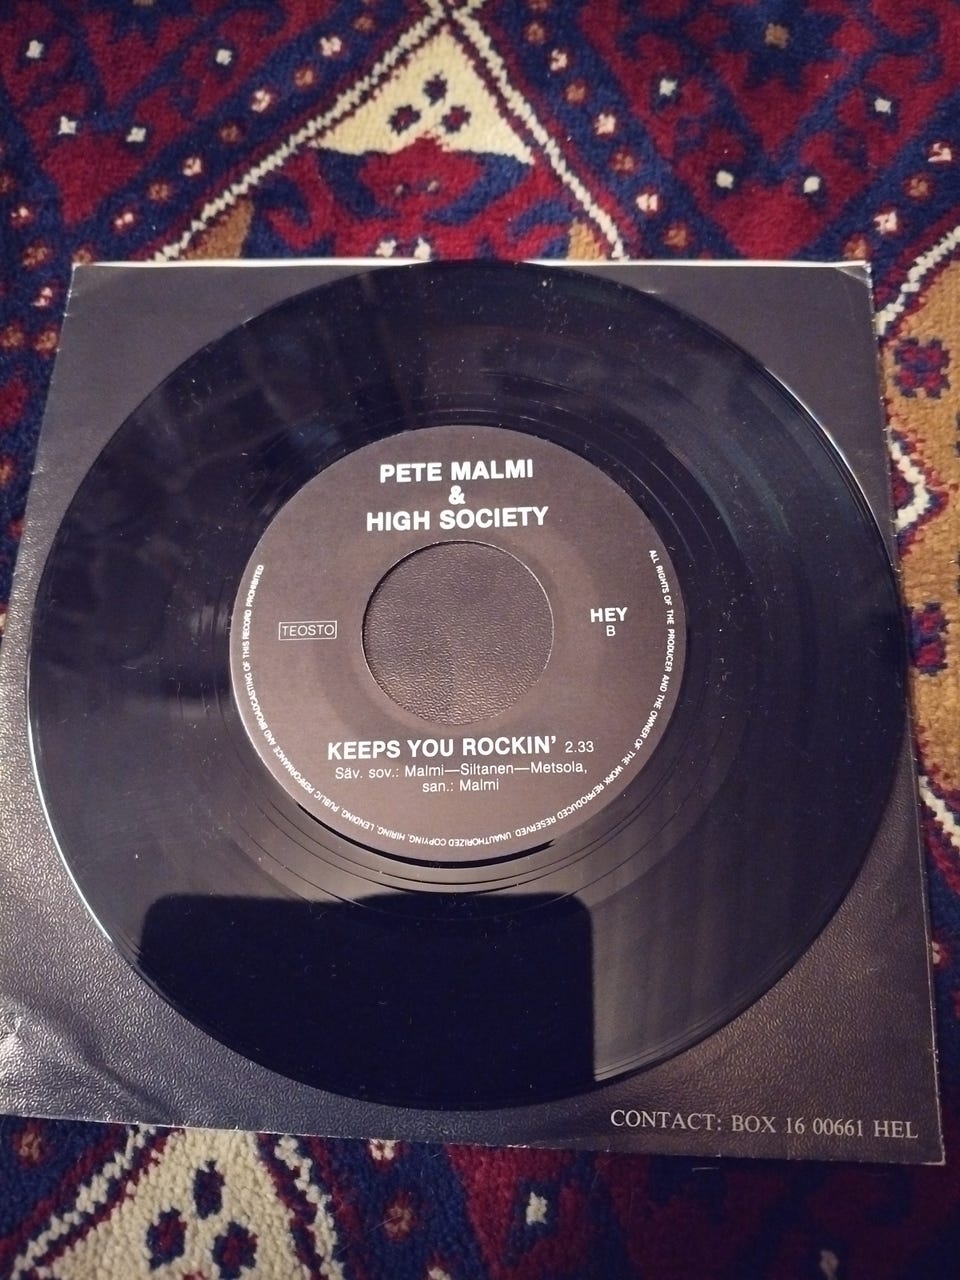 PETE MALMI
&
HIGH SOCIETY
TEOSTO
HEY
B
KEEPS YOU ROCKIN' 2.33
Säv. sov.: Malmi—Siltanen—Metsola,
san.: Malmi
ALL RIGHTS OF THE PRODUCER AND THE OWNER OF THE WORK REPRODUCED RESERVED. UNAUTHORIZED COPYING, HIRING, LENDING, PUBLIC PERFORMANCE AND BROADCASTING OF THIS RECORD PROHIBITED
CONTACT: BOX 16 00661 HEL